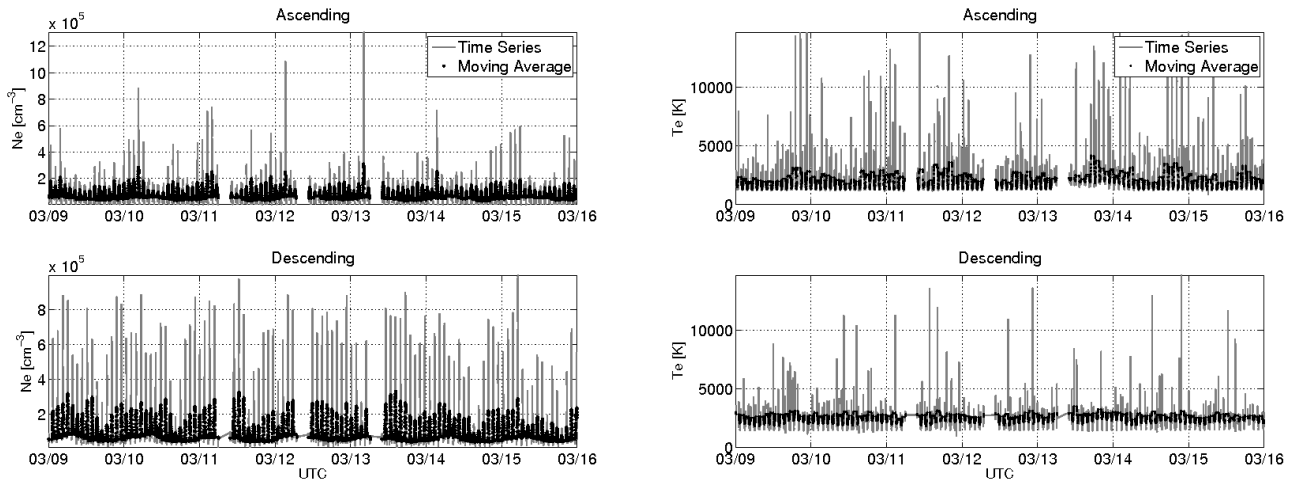 Ascending
x 10⁵
Time Series
Moving Average
Ne [cm⁻³]
12
10
8
6
4
2
03/09 03/10 03/11 03/12 03/13 03/14 03/15 03/16
Ascending
Time Series
Moving Average
Te [K]
10000
5000
0
03/09 03/10 03/11 03/12 03/13 03/14 03/15 03/16
Descending
x 10⁵
Ne [cm⁻³]
8
6
4
2
03/09 03/10 03/11 03/12 03/13 03/14 03/15 03/16
UTC
Descending
Te [K]
10000
5000
0
03/09 03/10 03/11 03/12 03/13 03/14 03/15 03/16
UTC